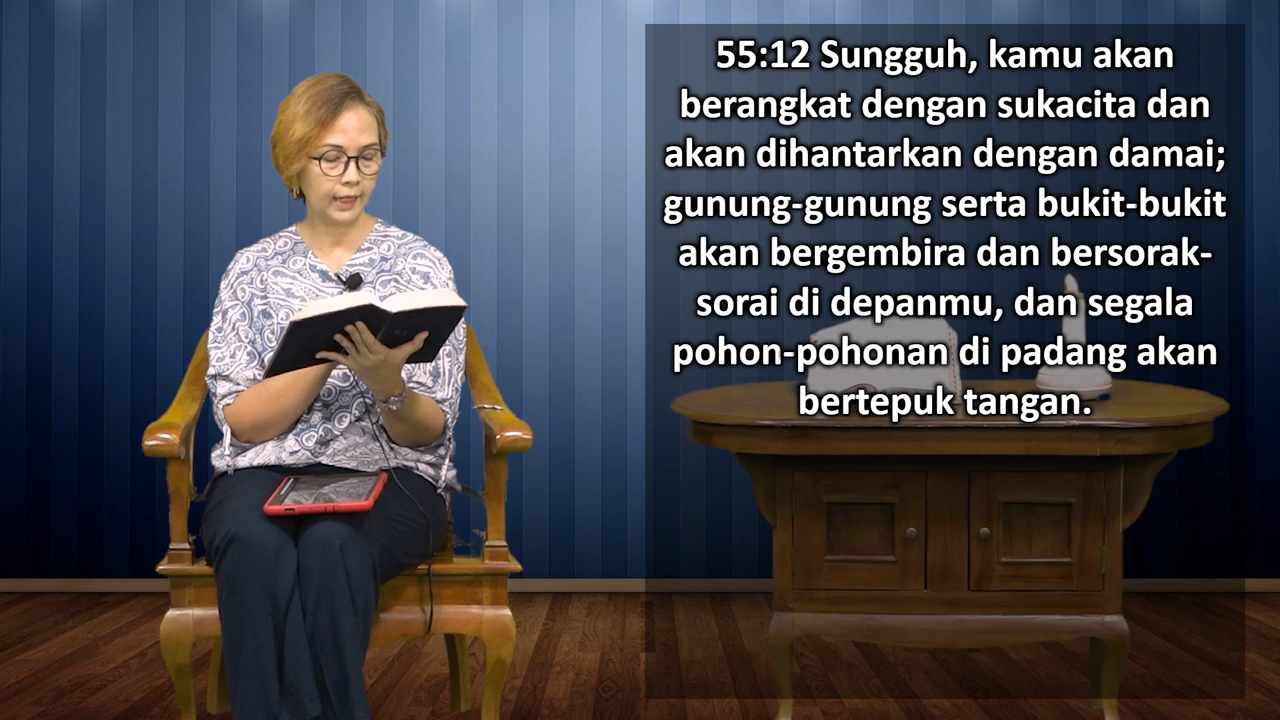 55:12 Sungguh, kamu akan
berangkat dengan sukacita dan
akan dihantarkan dengan damai;
gunung-gunung serta bukit-bukit
akan bergembira dan bersorak-
sorai di depanmu, dan segala
pohon-pohonan di padang akan
bertepuk tangan.